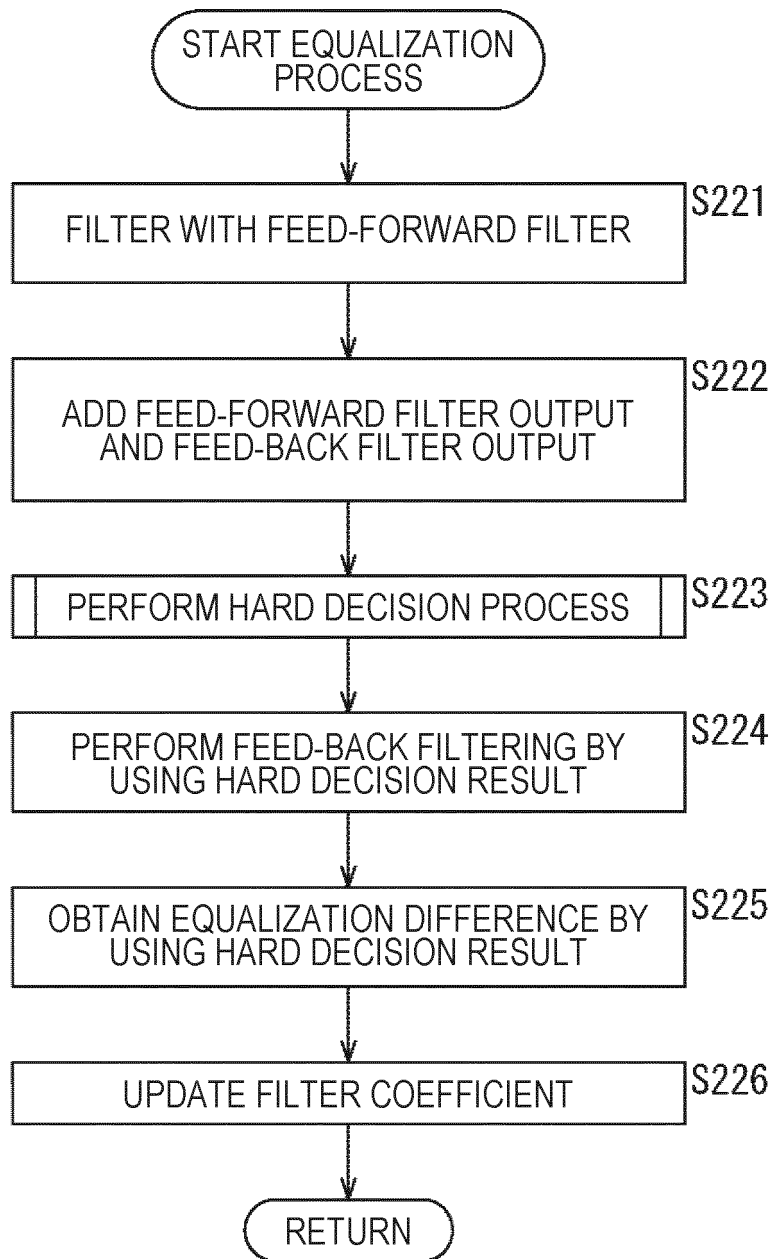 START EQUALIZATION
PROCESS
S221
FILTER WITH FEED-FORWARD FILTER
S222
ADD FEED-FORWARD FILTER OUTPUT
AND FEED-BACK FILTER OUTPUT
S223
PERFORM HARD DECISION PROCESS
S224
PERFORM FEED-BACK FILTERING BY
USING HARD DECISION RESULT
S225
OBTAIN EQUALIZATION DIFFERENCE BY
USING HARD DECISION RESULT
S226
UPDATE FILTER COEFFICIENT
RETURN